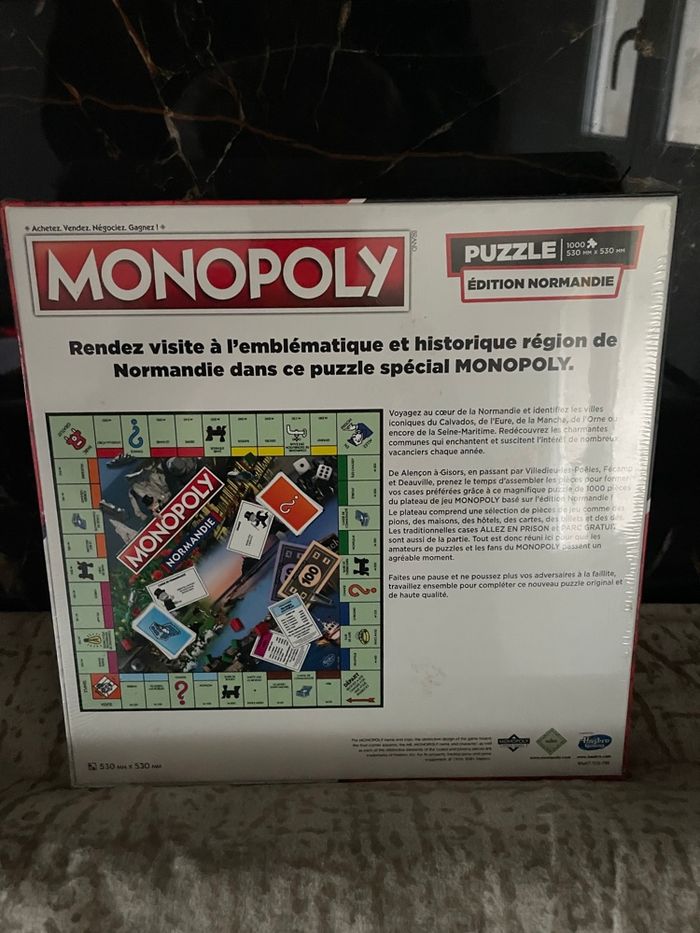 Achetez. Vendez. Négociez. Gagnez !
MONOPOLY
BRAND
PUZZLE
1000
530 MM X 530 MM
ÉDITION NORMANDIE
Rendez visite à l'emblématique et historique région de
Normandie dans ce puzzle spécial MONOPOLY.
Voyagez au cœur de la Normandie et identifiez les villes
iconiques du Calvados, de l'Eure, de la Manche, de l'Orne ou
encore de la Seine-Maritime. Redécouvrez les charmantes
communes qui enchantent et suscitent l'intérêt de nombreux
vacanciers chaque année.
De Alençon à Gisors, en passant par Villedieu-les-Poêles, Fécamp
et Deauville, prenez le temps d'assembler les pièces pour former
vos cases préférées grâce à ce magnifique puzzle de 1000 pièces
du plateau de jeu MONOPOLY basé sur l'édition Normandie !
Le plateau comprend une sélection de pièces de jeu comme des
pions, des maisons, des hôtels, des cartes, des billets et des dés.
Les traditionnelles cases ALLEZ EN PRISON et PARC GRATUIT
sont aussi de la partie. Tout est donc réuni ici pour que les
amateurs de puzzles et les fans du MONOPOLY passent un
agréable moment.
Faites une pause et ne poussez plus vos adversaires à la faillite,
travaillez ensemble pour compléter ce nouveau puzzle original et
de haute qualité.
MONOPOLY
NORMANDIE
100
DÉPART
530 MM X 530 MM
MONOPOLY
Hasbro
Gaming